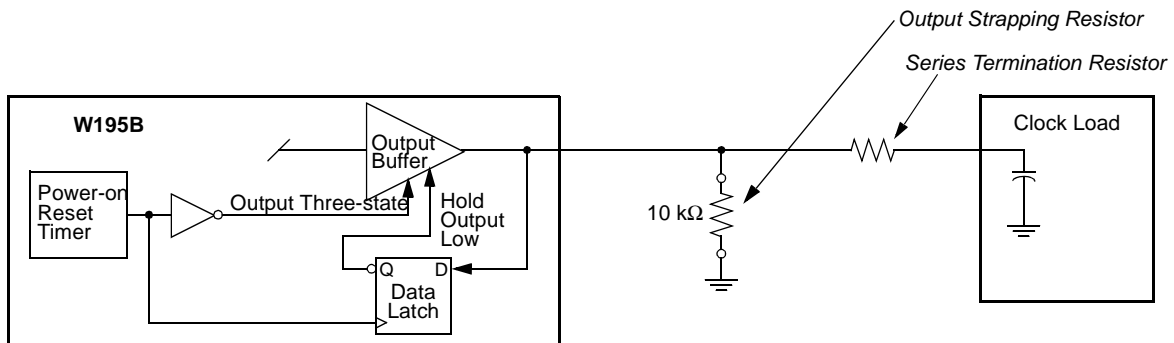 Output Strapping Resistor
Series Termination Resistor
W195B
Clock Load
Output
Buffer
Power-on
Reset
Timer
Output Three-state
Hold
Output
Low
10 kΩ
Q D
Data
Latch